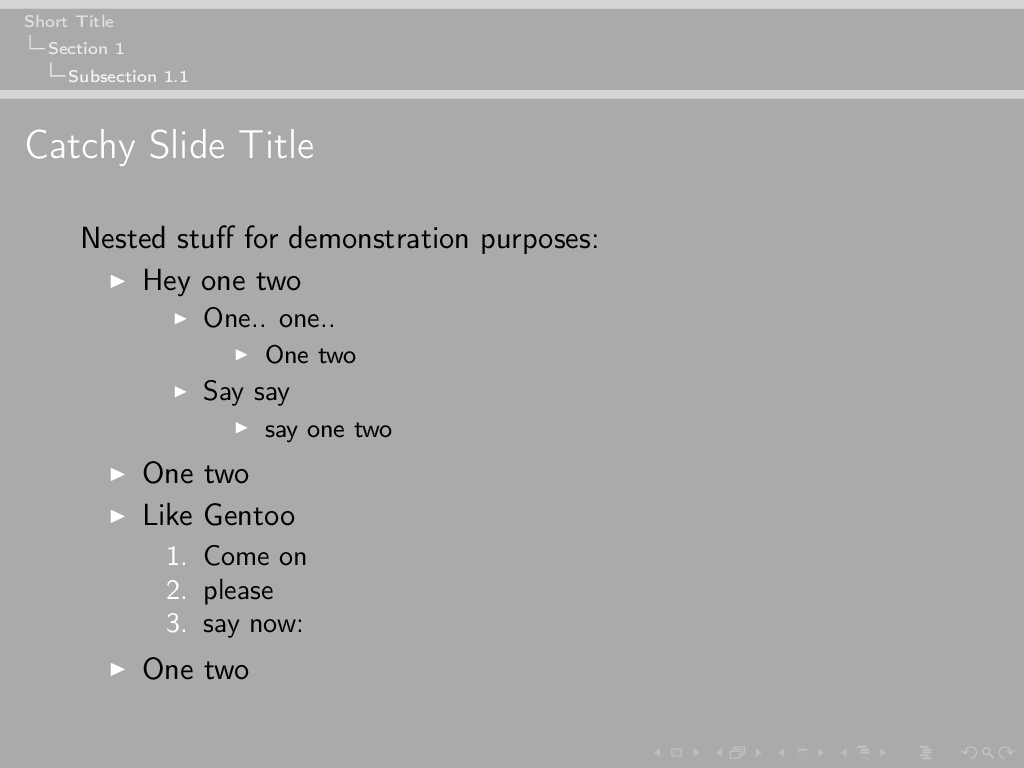 Short Title
Section 1
Subsection 1.1
Catchy Slide Title
Nested stuff for demonstration purposes:
Hey one two
One.. one..
One two
Say say
say one two
One two
Like Gentoo
1. Come on
2. please
3. say now:
One two